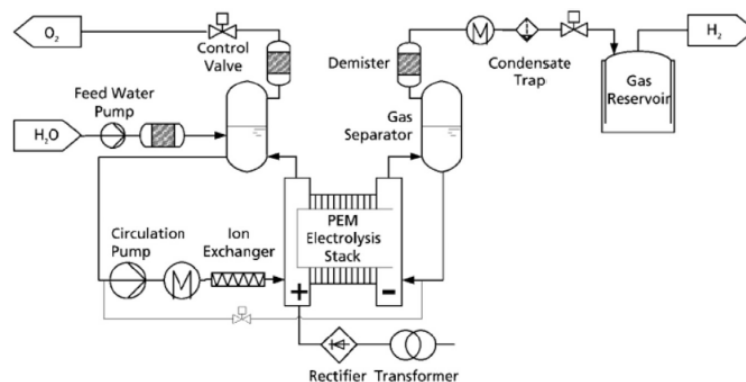 O₂
Control
Valve
Demister
Condensate
Trap
H₂
Gas
Reservoir
Feed Water
Pump
H₂O
Gas
Separator
Circulation
Pump
Ion
Exchanger
PEM
Electrolysis
Stack
M
M
+
-
Rectifier
Transformer